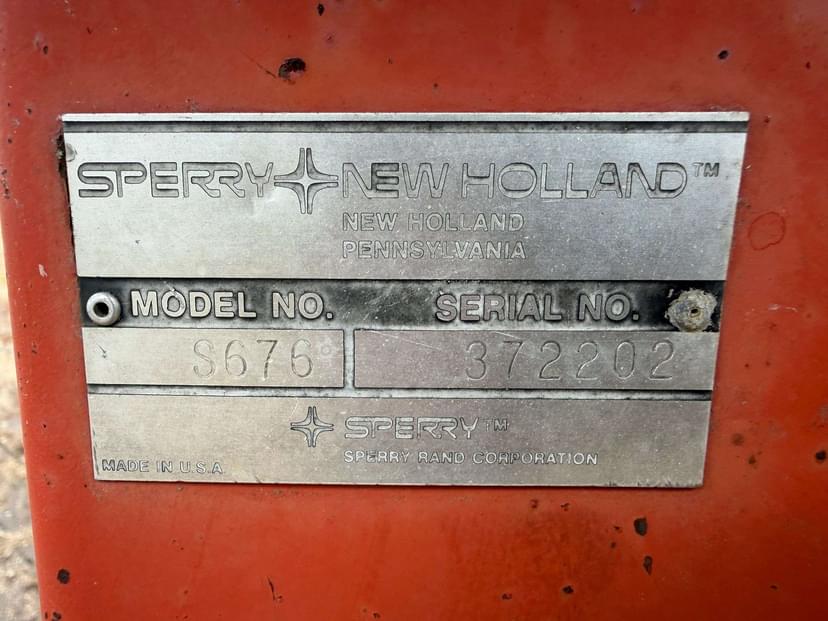 SPERRY NEW HOLLAND™
NEW HOLLAND
PENNSYLVANIA
MODEL NO. SERIAL NO.
S676 372202
SPERRY™
SPERRY RAND CORPORATION
MADE IN U.S.A.